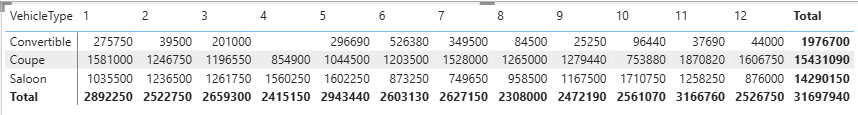 VehicleType 1 2 3 4 5 6 7 8 9 10 11 12 Total
Convertible 275750 39500 201000 296690 526380 349500 84500 25250 96440 37690 44000 1976700
Coupe 1581000 1246750 1196550 854900 1044500 1203500 1528000 1265000 1279440 753880 1870820 1606750 15431090
Saloon 1035500 1236500 1261750 1560250 1602250 873250 749650 958500 1167500 1710750 1258250 876000 14290150
Total 2892250 2522750 2659300 2415150 2943440 2603130 2627150 2308000 2472190 2561070 3166760 2526750 31697940